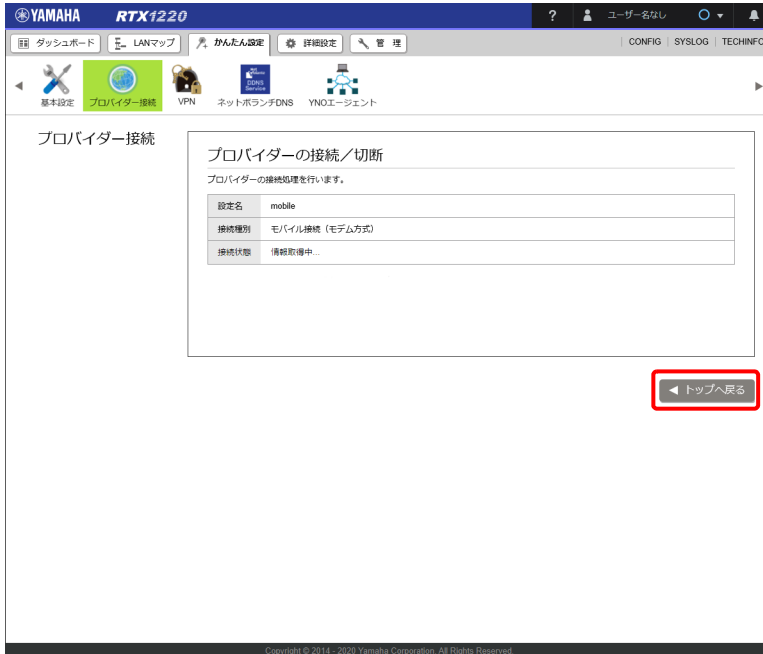 YAMAHA RTX1220 ? ユーザー名なし
ダッシュボード LANマップ かんたん設定 詳細設定 管 理 CONFIG SYSLOG TECHINFO
DDNS
Service
基本設定 プロバイダー接続 VPN ネットボランチDNS YNOエージェント
プロバイダー接続
プロバイダーの接続／切断
プロバイダーの接続処理を行います。
設定名 mobile
接続種別 モバイル接続（モデム方式）
接続状態 情報取得中...
トップへ戻る
Copyright © 2014 - 2020 Yamaha Corporation. All Rights Reserved.